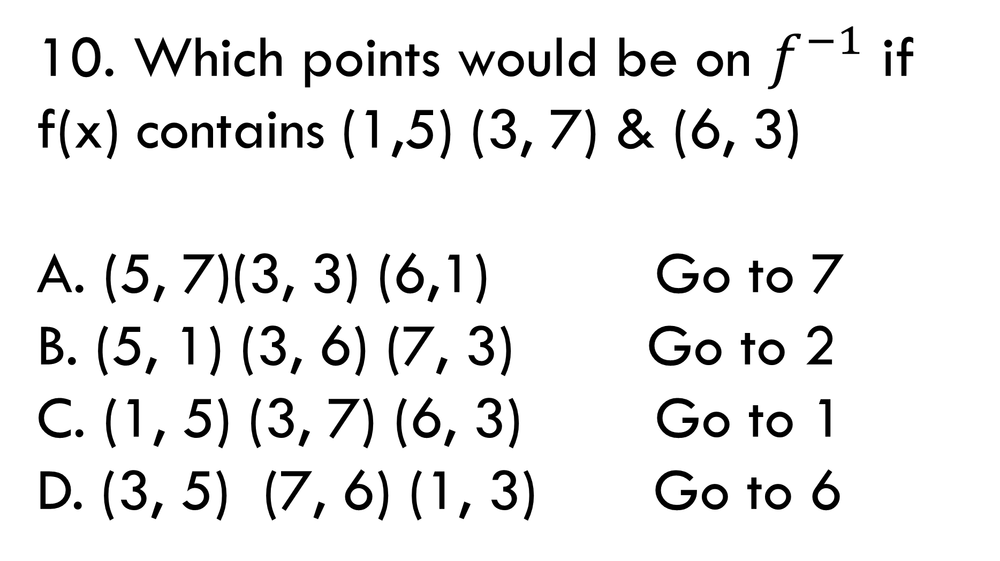 10. Which points would be on f⁻¹ if
f(x) contains (1,5) (3, 7) & (6, 3)
A. (5, 7)(3, 3) (6,1) Go to 7
B. (5, 1) (3, 6) (7, 3) Go to 2
C. (1, 5) (3, 7) (6, 3) Go to 1
D. (3, 5) (7, 6) (1, 3) Go to 6